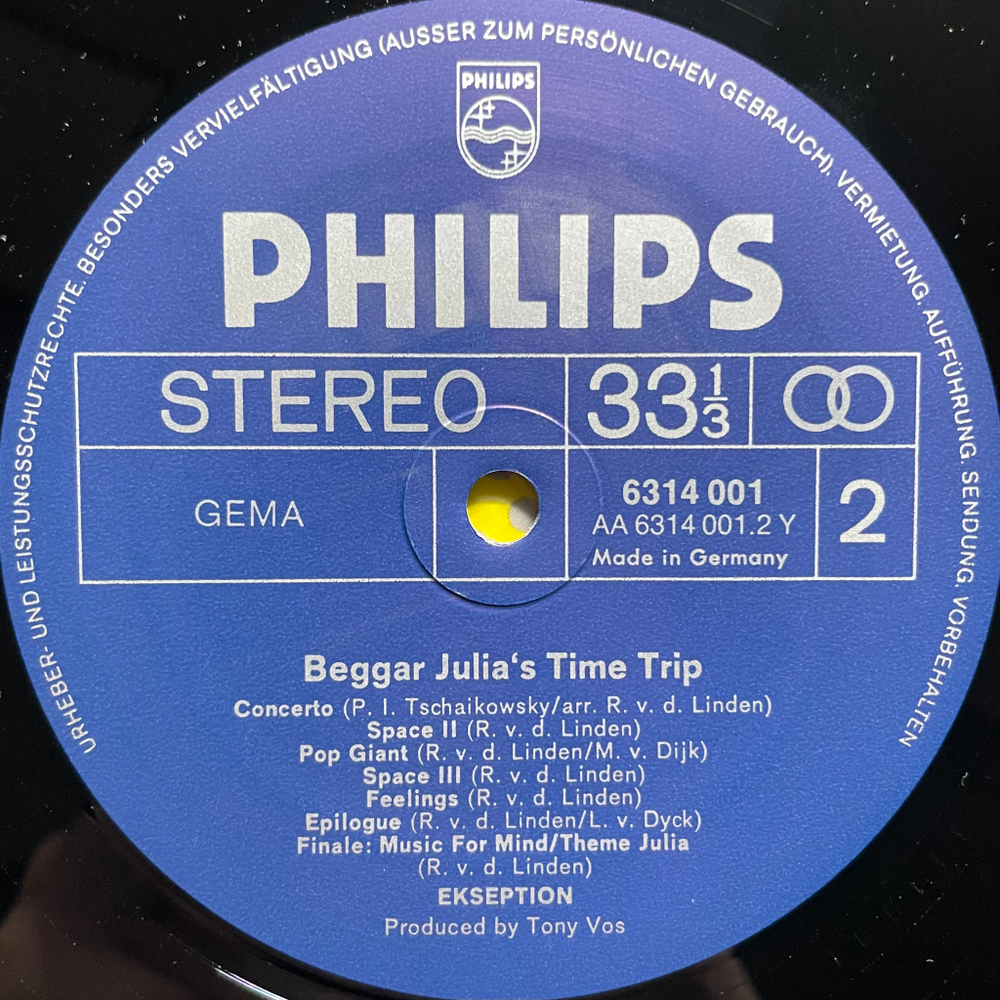 URHEBER- UND LEISTUNGSSCHUTZRECHTE. BESONDERS VERVIELFÄLTIGUNG (AUSSER ZUM PERSÖNLICHEN GEBRAUCH). VERMIETUNG. AUFFÜHRUNG. SENDUNG. VORBEHALTEN
PHILIPS
PHILIPS
STEREO 33 1/3
GEMA
6314 001
AA 6314 001.2 Y
Made in Germany
2
Beggar Julia‘s Time Trip
Concerto (P. I. Tschaikowsky/arr. R. v. d. Linden)
Space II (R. v. d. Linden)
Pop Giant (R. v. d. Linden/M. v. Dijk)
Space III (R. v. d. Linden)
Feelings (R. v. d. Linden)
Epilogue (R. v. d. Linden/L. v. Dyck)
Finale: Music For Mind/Theme Julia
(R. v. d. Linden)
EKSEPTION
Produced by Tony Vos